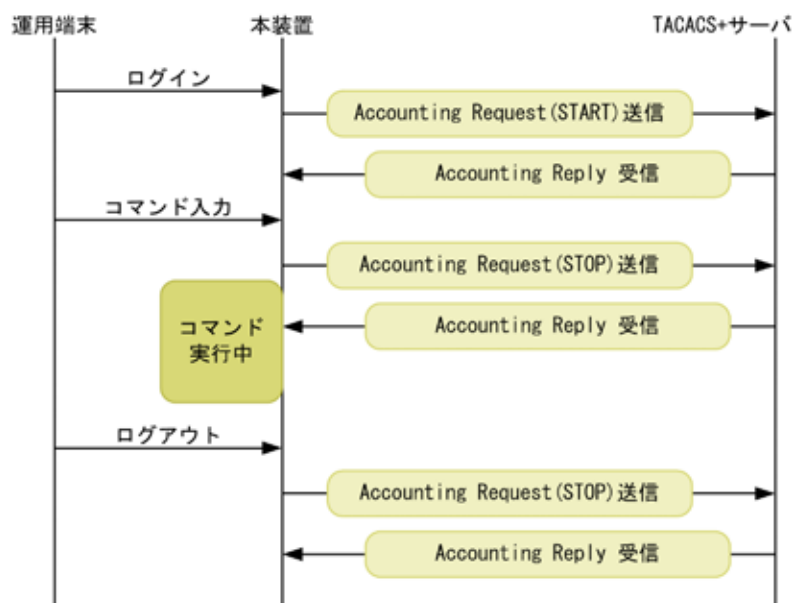 運用端末 本装置 TACACS+サーバ
ログイン
Accounting Request(START)送信
Accounting Reply 受信
コマンド入力
Accounting Request(STOP)送信
Accounting Reply 受信
コマンド
実行中
ログアウト
Accounting Request(STOP)送信
Accounting Reply 受信